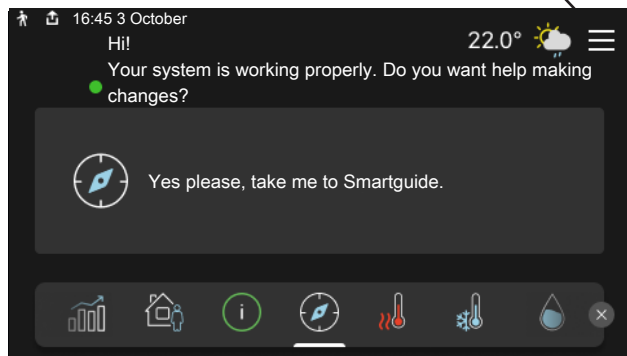 16:45 3 October
Hi!
22.0°
Your system is working properly. Do you want help making
changes?
Yes please, take me to Smartguide.
i